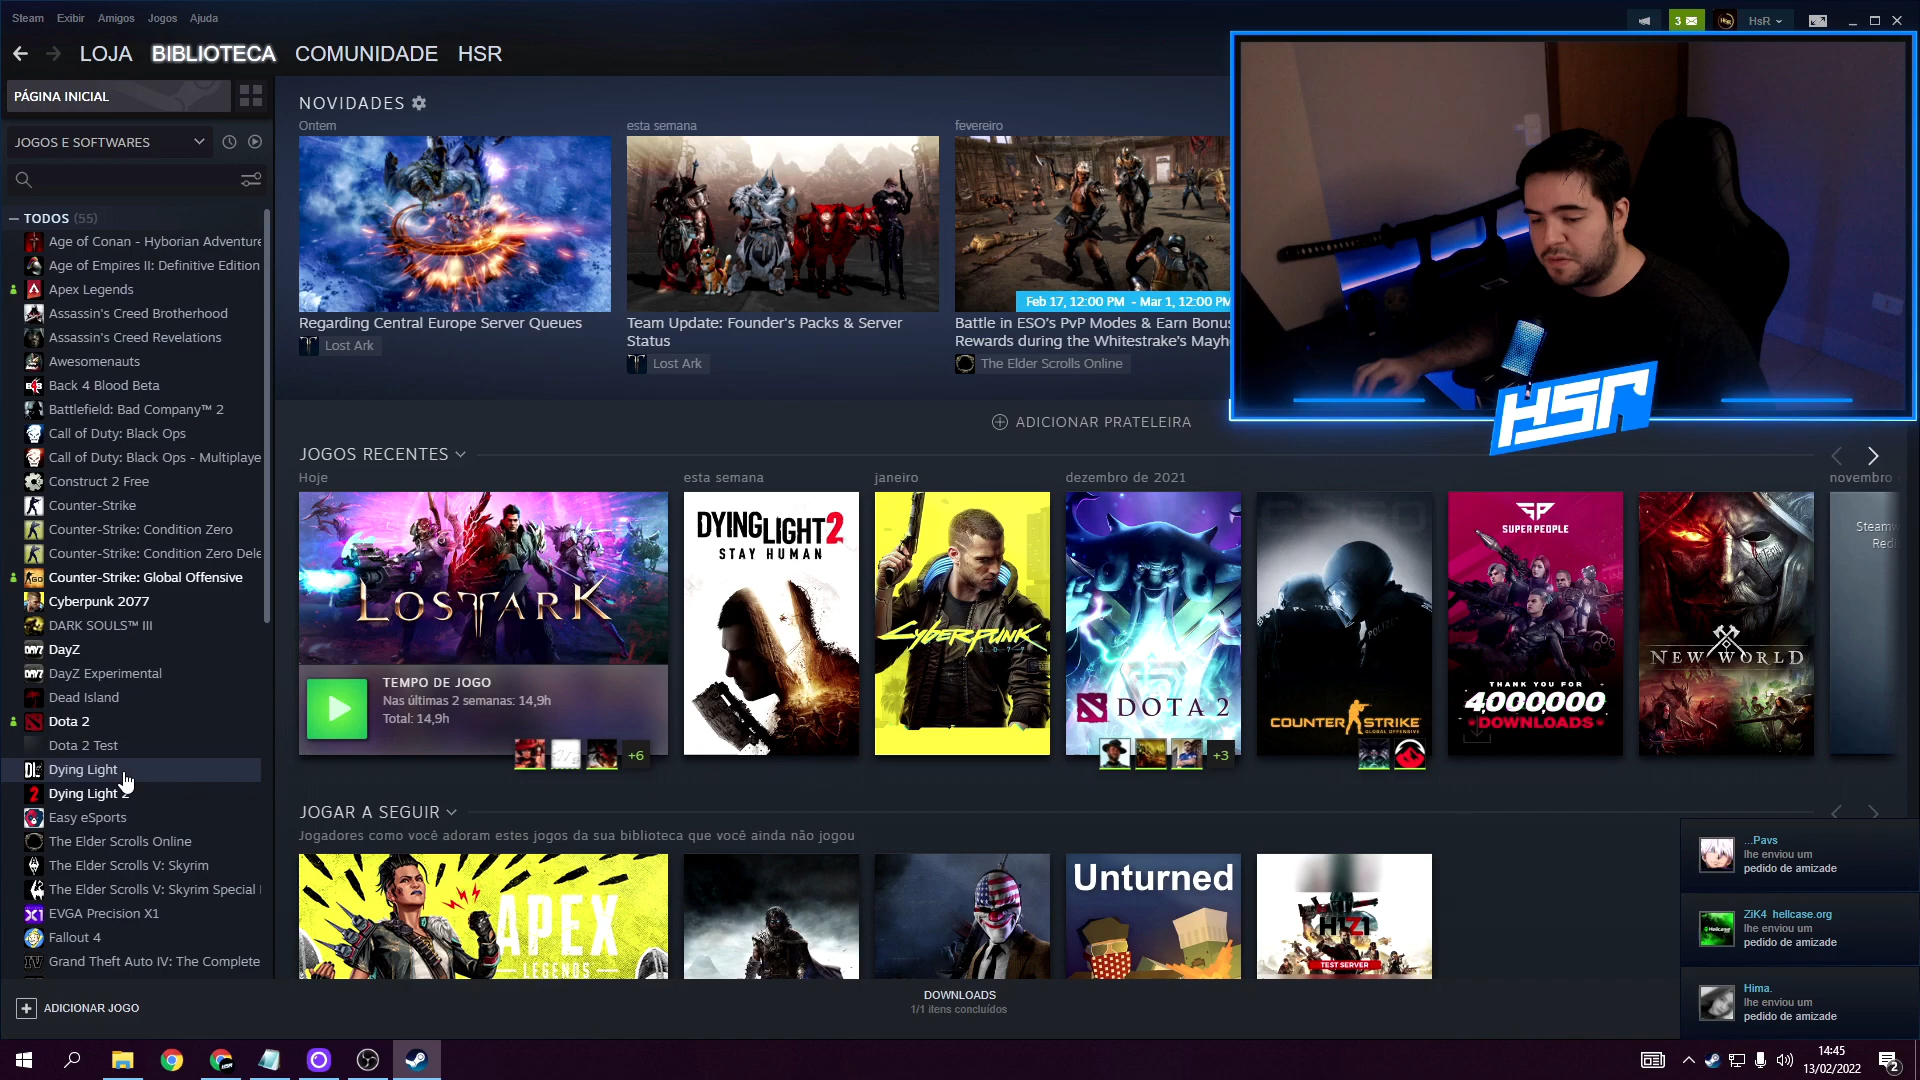 Steam Exibir Amigos Jogos Ajuda
3
HsR
LOJA BIBLIOTECA COMUNIDADE HSR
PÁGINA INICIAL
JOGOS E SOFTWARES
TODOS (55)
Age of Conan - Hyborian Adventure
Age of Empires II: Definitive Edition
Apex Legends
Assassin's Creed Brotherhood
Assassin's Creed Revelations
Awesomenauts
Back 4 Blood Beta
Battlefield: Bad Company™ 2
Call of Duty: Black Ops
Call of Duty: Black Ops - Multiplaye
Construct 2 Free
Counter-Strike
Counter-Strike: Condition Zero
Counter-Strike: Condition Zero Dele
Counter-Strike: Global Offensive
Cyberpunk 2077
DARK SOULS™ III
DayZ
DayZ Experimental
Dead Island
Dota 2
Dota 2 Test
Dying Light
Dying Light 2
Easy eSports
The Elder Scrolls Online
The Elder Scrolls V: Skyrim
The Elder Scrolls V: Skyrim Special
EVGA Precision X1
Fallout 4
Grand Theft Auto IV: The Complete
ADICIONAR JOGO
NOVIDADES
Ontem
Regarding Central Europe Server Queues
Lost Ark
esta semana
Team Update: Founder's Packs & Server
Status
Lost Ark
fevereiro
Feb 17, 12:00 PM - Mar 1, 12:00 PM
Battle in ESO's PvP Modes & Earn Bonus
Rewards during the Whitestrake's Mayh
The Elder Scrolls Online
HSR
ADICIONAR PRATELEIRA
JOGOS RECENTES
Hoje
LOST ARK
TEMPO DE JOGO
Nas últimas 2 semanas: 14,9h
Total: 14,9h
+6
esta semana
DYING LIGHT 2
STAY HUMAN
janeiro
Cyberpunk
2077
dezembro de 2021
DOTA 2
+3
COUNTER STRIKE
GLOBAL OFFENSIVE
SUPER PEOPLE
THANK YOU FOR
4000000
DOWNLOADS
NEW WORLD
novembro
Steamw
Redi
JOGAR A SEGUIR
Jogadores como você adoram estes jogos da sua biblioteca que você ainda não jogou
APEX
LEGENDS
Unturned
H1Z1
TEST SERVER
...Pavs
lhe enviou um
pedido de amizade
ZiK4 hellcase.org
lhe enviou um
pedido de amizade
Hima.
lhe enviou um
pedido de amizade
DOWNLOADS
1/1 itens concluídos
14:45
13/02/2022
2